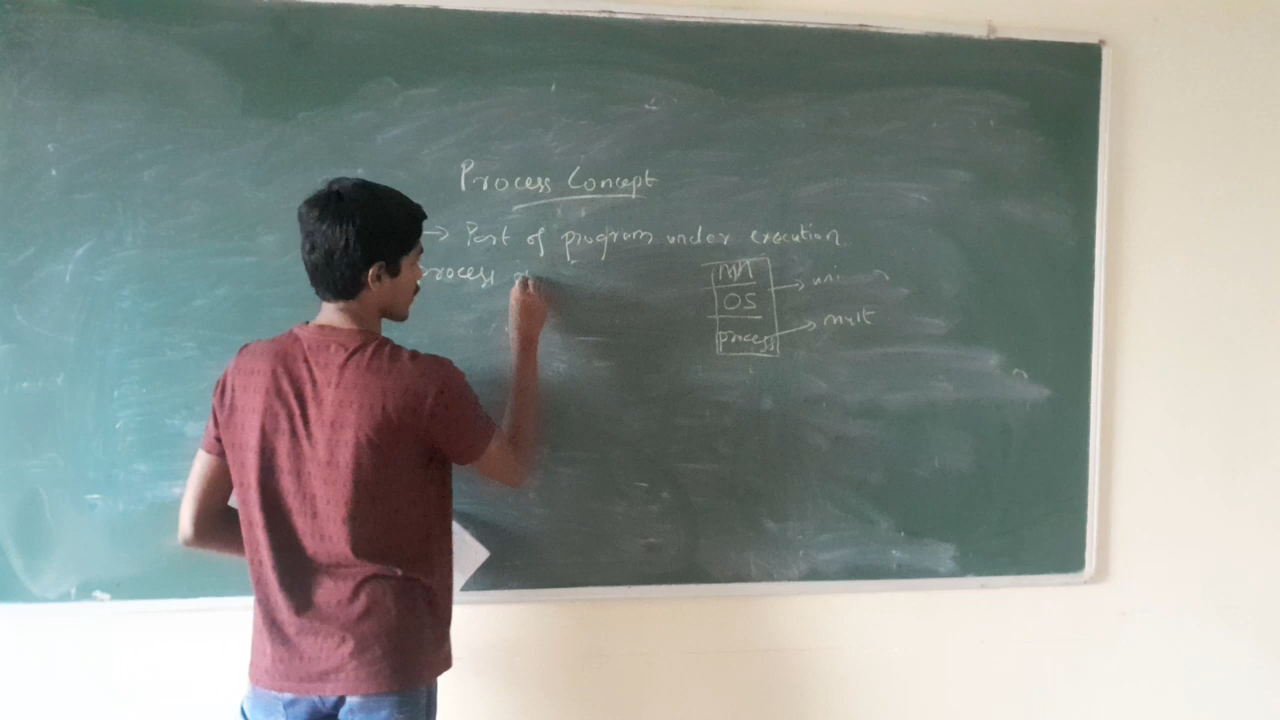 Process Concept
→ Part of program under execution
process
MM
OS
process
→ uni
→ mult